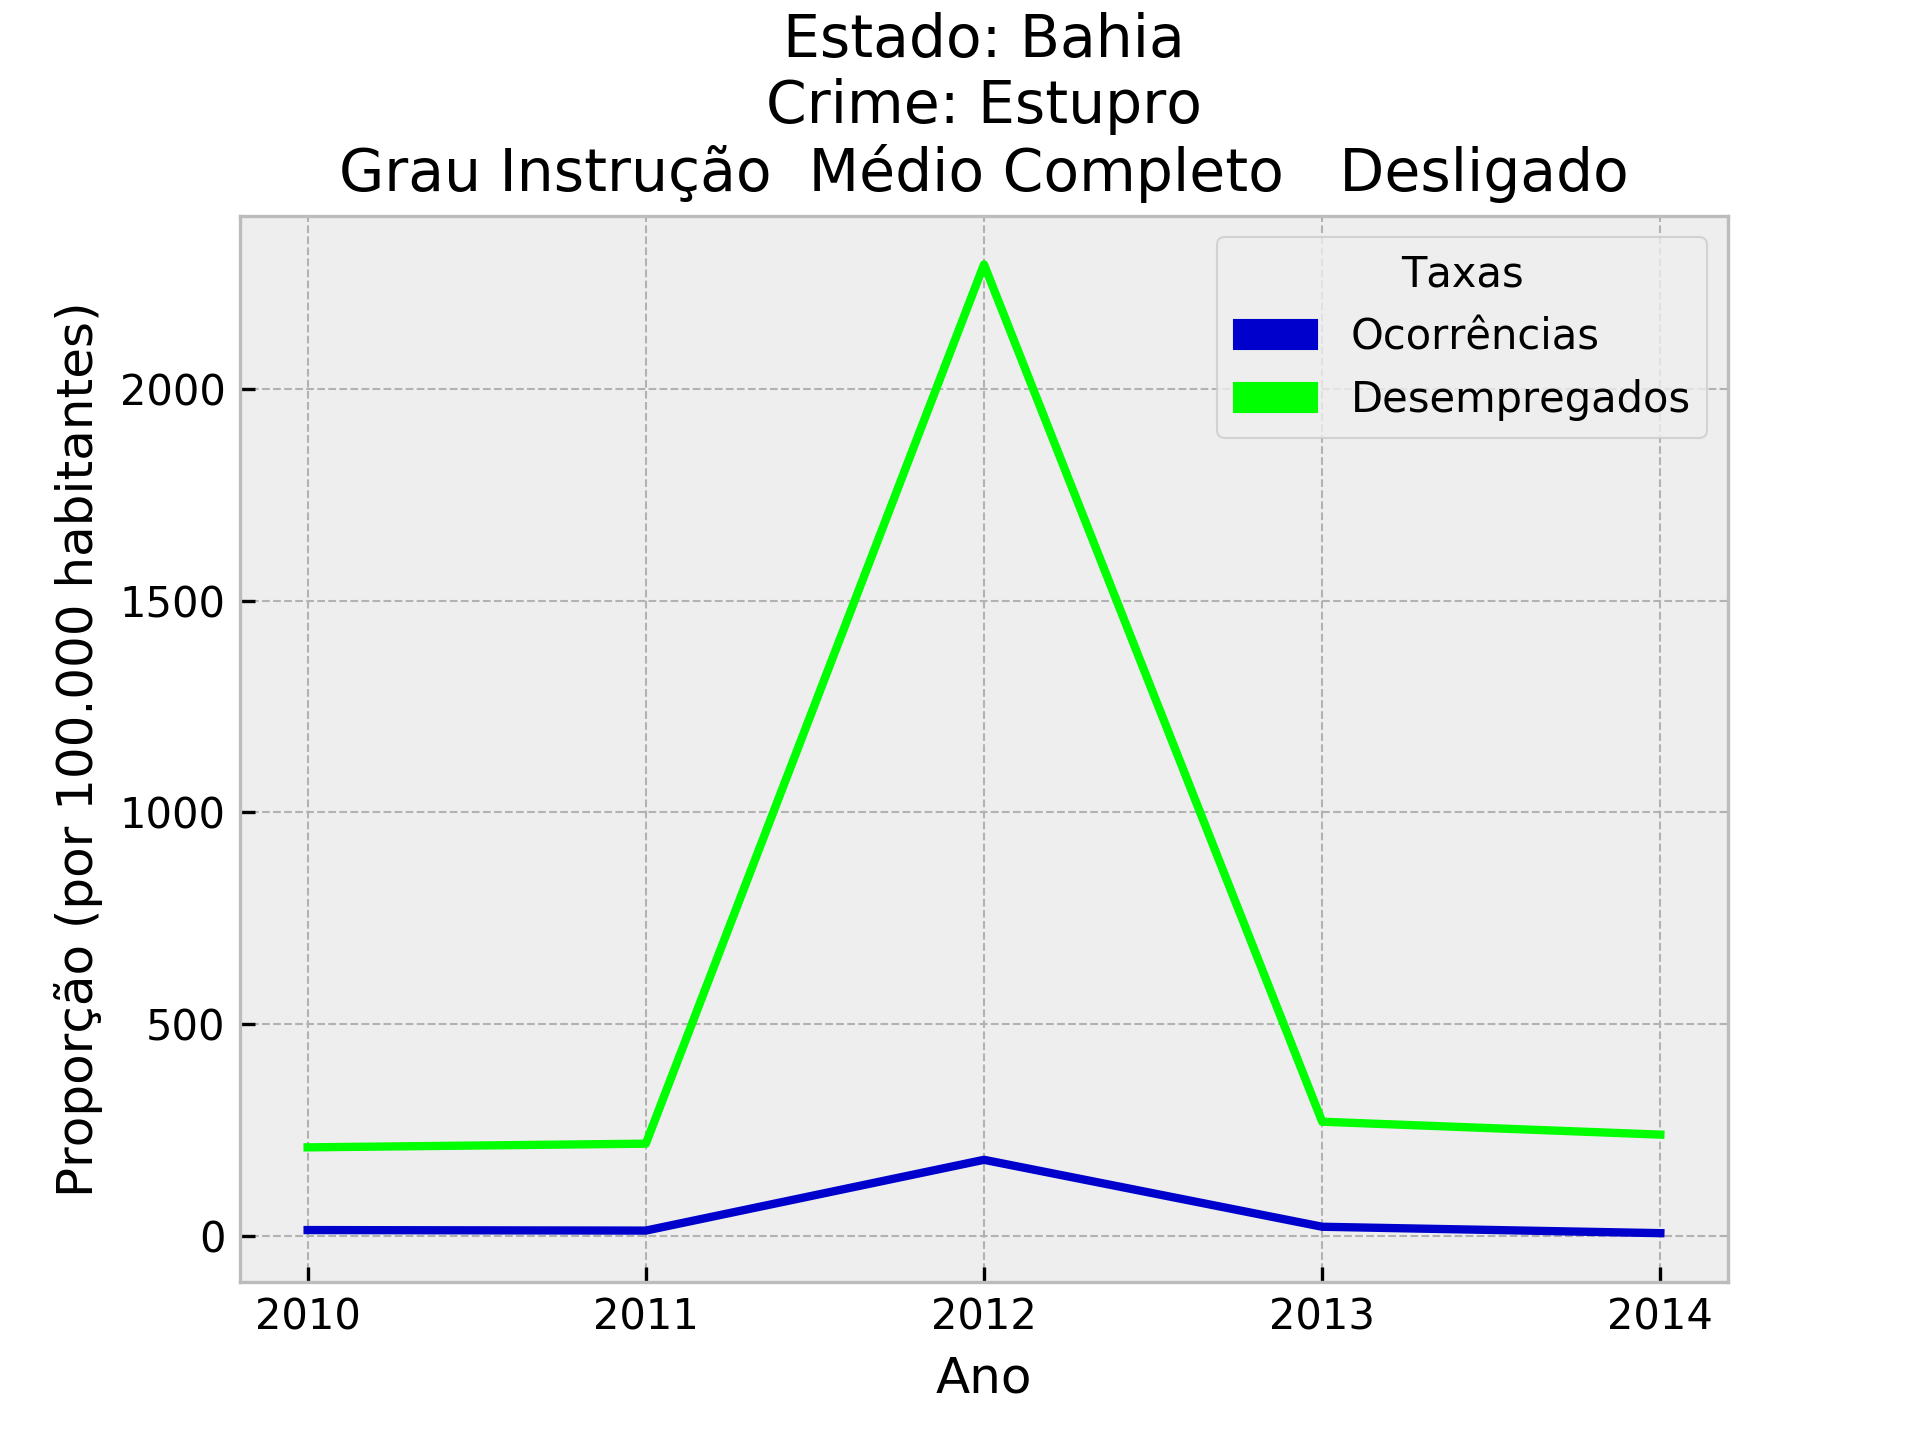 Estado: Bahia
Crime: Estupro
Grau Instrução  Médio Completo   Desligado
Taxas
Ocorrências
Desempregados
Proporção (por 100.000 habitantes)
2000
1500
1000
500
0
2010
2011
2012
2013
2014
Ano